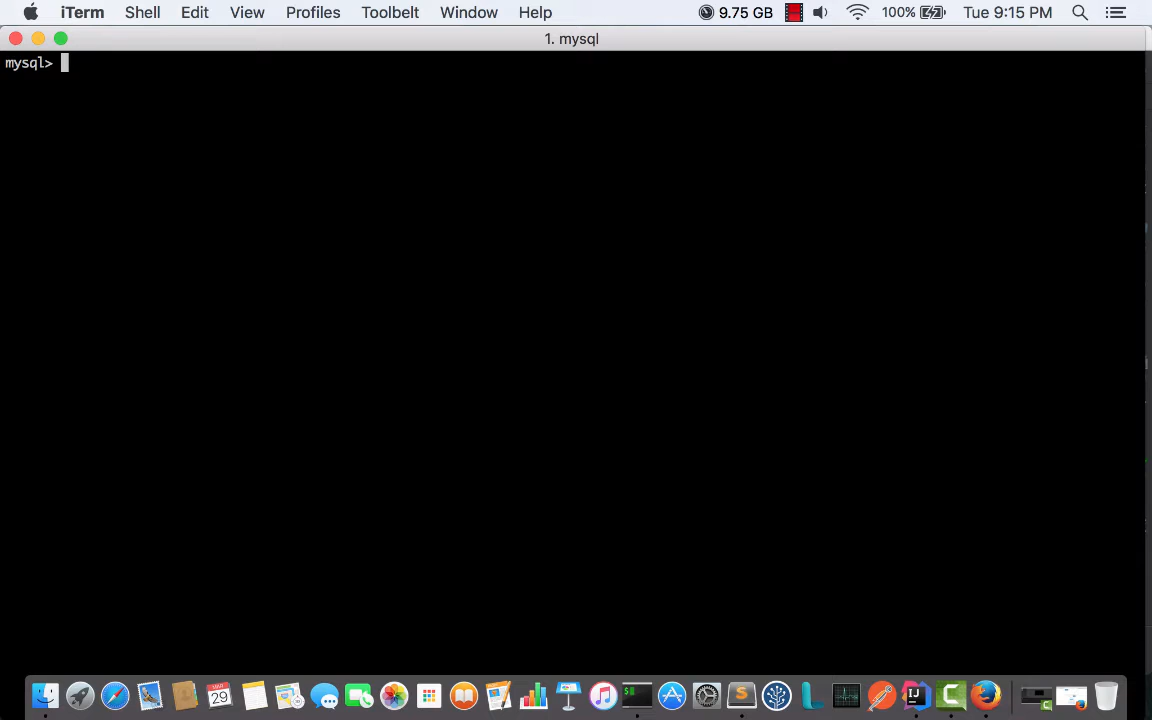 iTerm Shell Edit View Profiles Toolbelt Window Help 9.75 GB 100% Tue 9:15 PM
1. mysql
mysql>
29